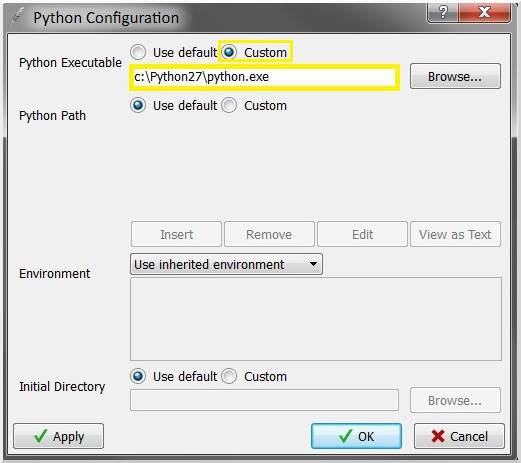 Python Configuration
?
Python Executable
Use default Custom
c:\Python27\python.exe
Browse...
Python Path
Use default Custom
Insert Remove Edit View as Text
Environment
Use inherited environment
Initial Directory
Use default Custom
Browse...
Apply OK Cancel